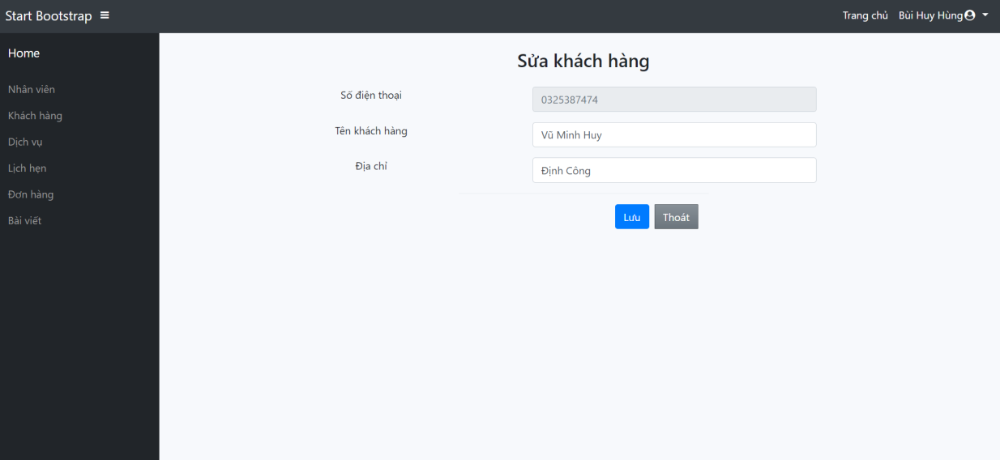 Start Bootstrap
Trang chủ
Bùi Huy Hùng
Home
Nhân viên
Khách hàng
Dịch vụ
Lịch hẹn
Đơn hàng
Bài viết
Sửa khách hàng
Số điện thoại
0325387474
Tên khách hàng
Vũ Minh Huy
Địa chỉ
Định Công
Lưu
Thoát